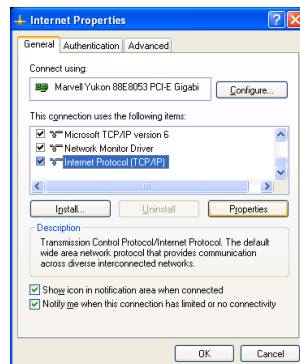 Internet Properties
General Authentication Advanced
Connect using:
Marvell Yukon 88E8053 PCI-E Gigabi
Configure...
This connection uses the following items:
Microsoft TCP/IP version 6
Network Monitor Driver
Internet Protocol (TCP/IP)
Install... Uninstall Properties
Description
Transmission Control Protocol/Internet Protocol. The default
wide area network protocol that provides communication
across diverse interconnected networks.
Show icon in notification area when connected
Notify me when this connection has limited or no connectivity
OK Cancel